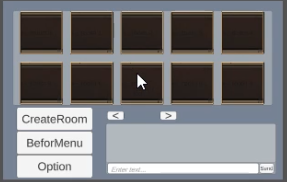 CreateRoom
< >
BeforMenu
Option
Enter text...
Send